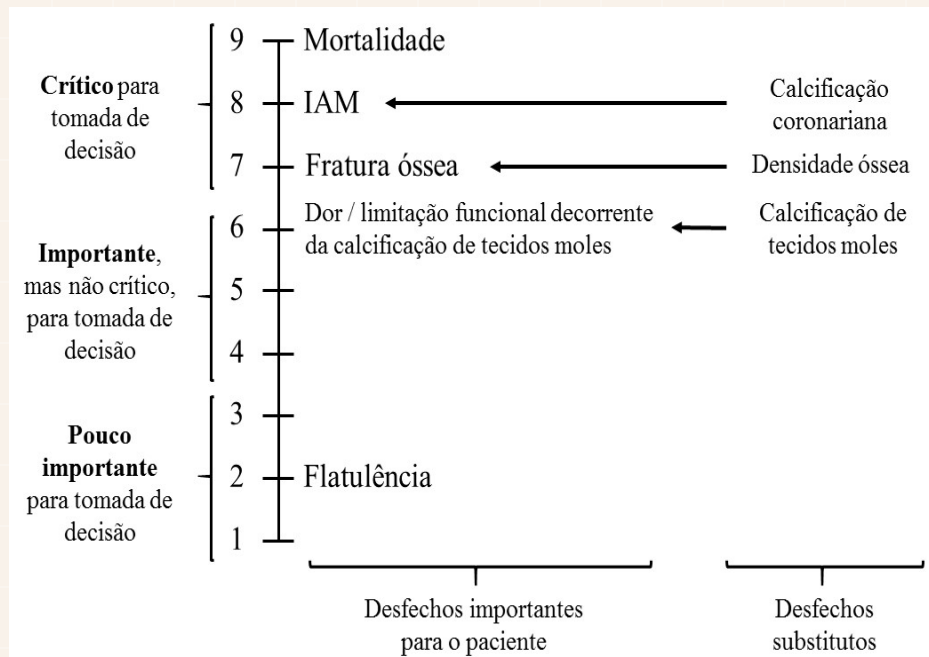 Crítico para
tomada de
decisão
Importante,
mas não crítico,
para tomada de
decisão
Pouco
importante
para tomada de
decisão
9
8
7
6
5
4
3
2
1
Mortalidade
IAM
Fratura óssea
Dor / limitação funcional decorrente
da calcificação de tecidos moles
Flatulência
Calcificação
coronariana
Densidade óssea
Calcificação de
tecidos moles
Desfechos importantes
para o paciente
Desfechos
substitutos